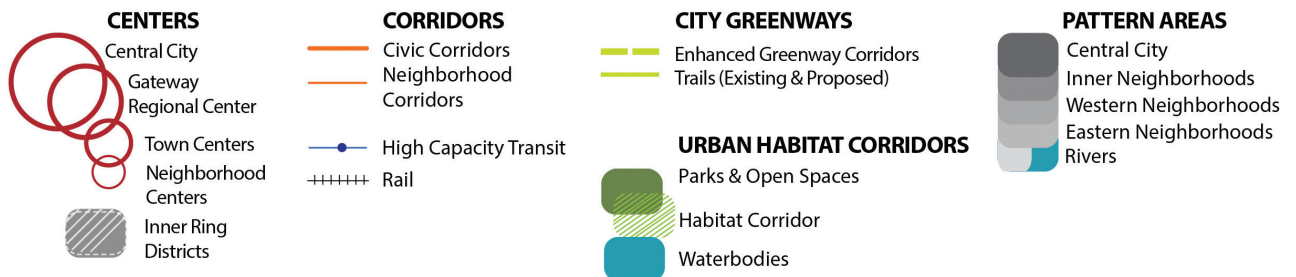 CENTERS
Central City
Gateway
Regional Center
Town Centers
Neighborhood
Centers
Inner Ring
Districts
CORRIDORS
Civic Corridors
Neighborhood
Corridors
High Capacity Transit
Rail
CITY GREENWAYS
Enhanced Greenway Corridors
Trails (Existing & Proposed)
URBAN HABITAT CORRIDORS
Parks & Open Spaces
Habitat Corridor
Waterbodies
PATTERN AREAS
Central City
Inner Neighborhoods
Western Neighborhoods
Eastern Neighborhoods
Rivers